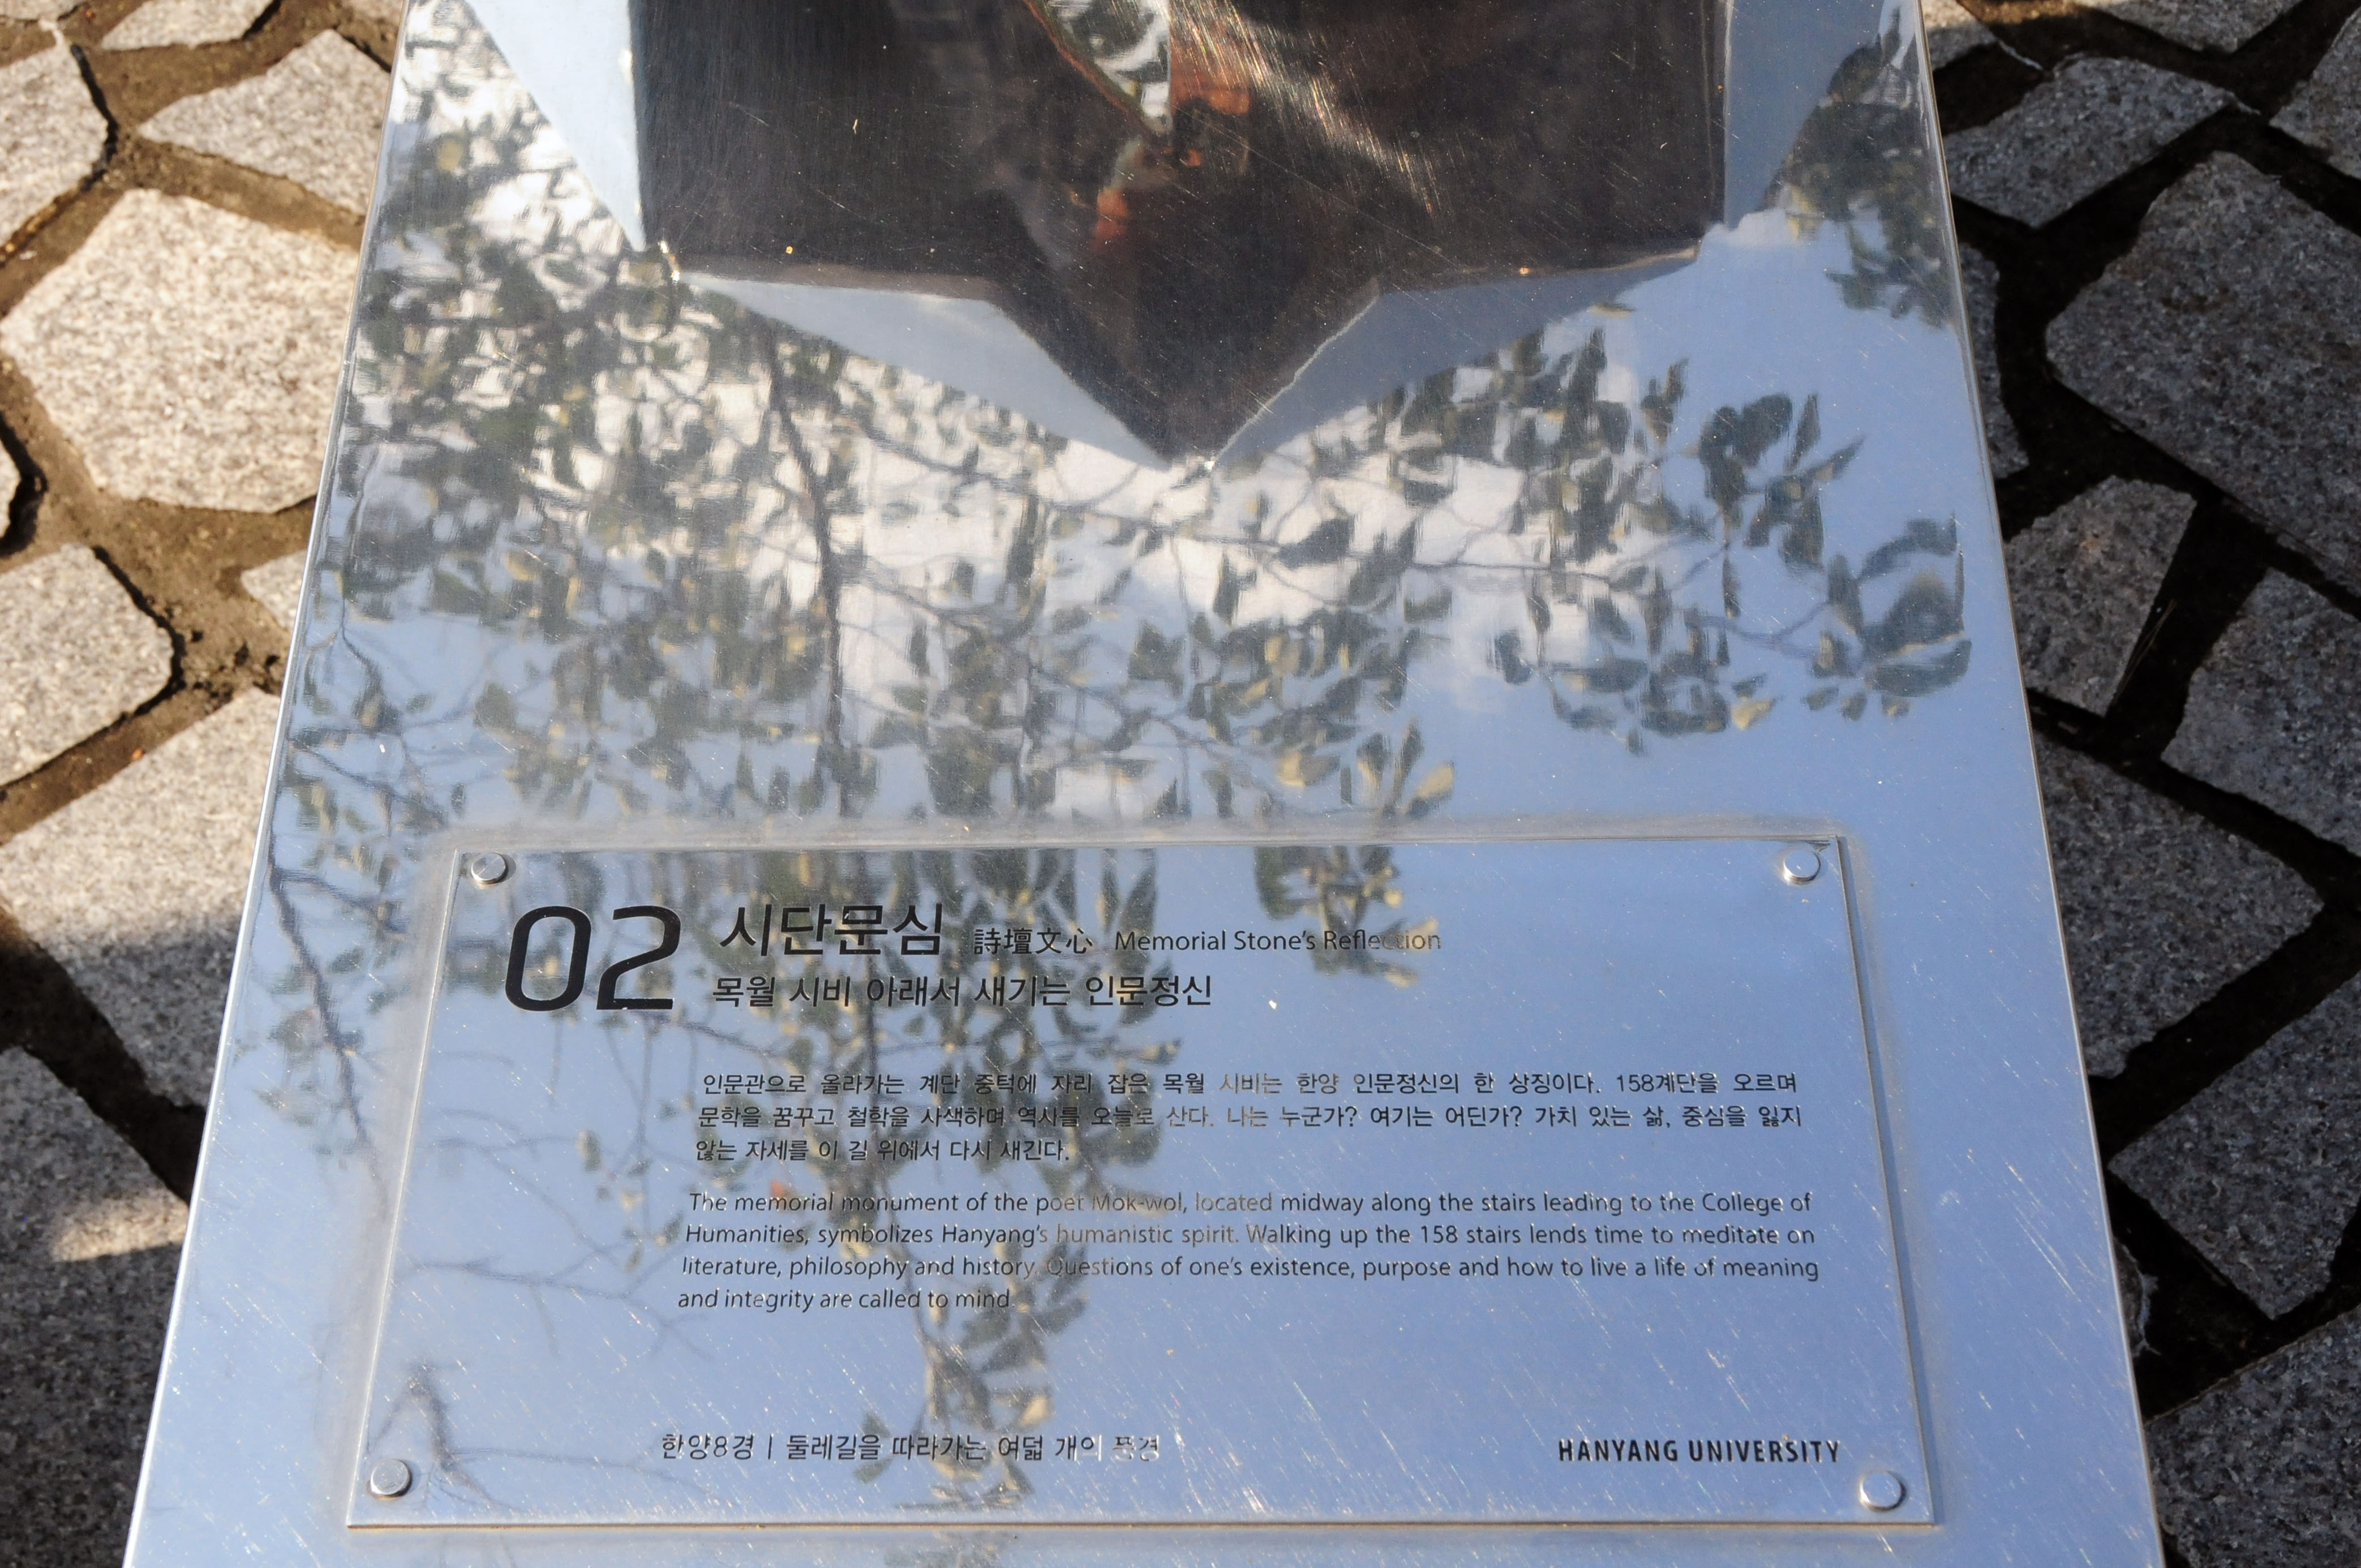 02 시단문심 詩壇文心 Memorial Stone's Reflection
목월 시비 아래서 새기는 인문정신
인문관으로 올라가는 계단 중턱에 자리 잡은 목월 시비는 한양 인문정신의 한 상징이다. 158계단을 오르며
문학을 꿈꾸고 철학을 사색하며 역사를 오늘로 산다. 나는 누군가? 여기는 어딘가? 가치 있는 삶, 중심을 잃지
않는 자세를 이 길 위에서 다시 새긴다.
The memorial monument of the poet Mok-wol, located midway along the stairs leading to the College of
Humanities, symbolizes Hanyang's humanistic spirit. Walking up the 158 stairs lends time to meditate on
literature, philosophy and history. Questions of one's existence, purpose and how to live a life of meaning
and integrity are called to mind.
한양8경 | 둘레길을 따라가는 여덟 개의 풍경
HANYANG UNIVERSITY